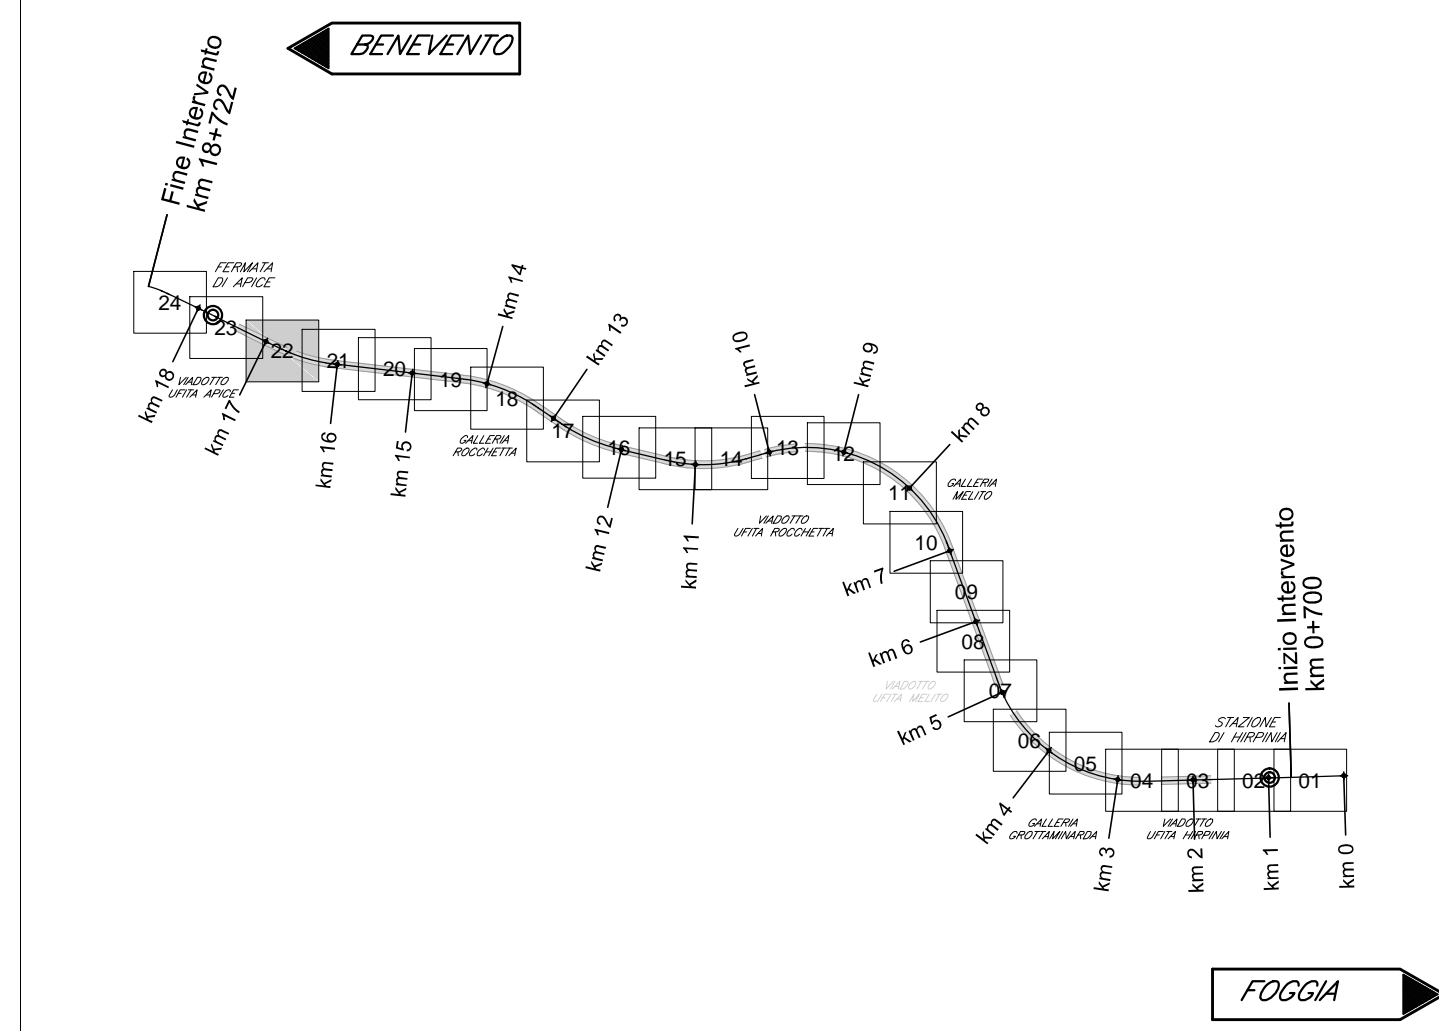 BENEVENTO
Fine Intervento
km 18+722
FERMATA
DI APICE
24
23
22
21
20
19
18
17
16
15
14
13
12
11
10
09
08
07
06
05
04
03
02
01
km 18
VIADOTTO
UFITA APICE
km 17
km 16
km 15
km 14
GALLERIA
ROCCHETTA
km 13
km 12
km 11
km 10
VIADOTTO
UFITA ROCCHETTA
km 9
km 8
GALLERIA
MELITO
km 7
km 6
VIADOTTO
UFITA MELITO
km 5
km 4
GALLERIA
GROTTAMINARDA
km 3
VIADOTTO
UFITA HIRPINIA
km 2
STAZIONE
DI HIRPINIA
km 1
Inizio Intervento
km 0+700
km 0
FOGGIA